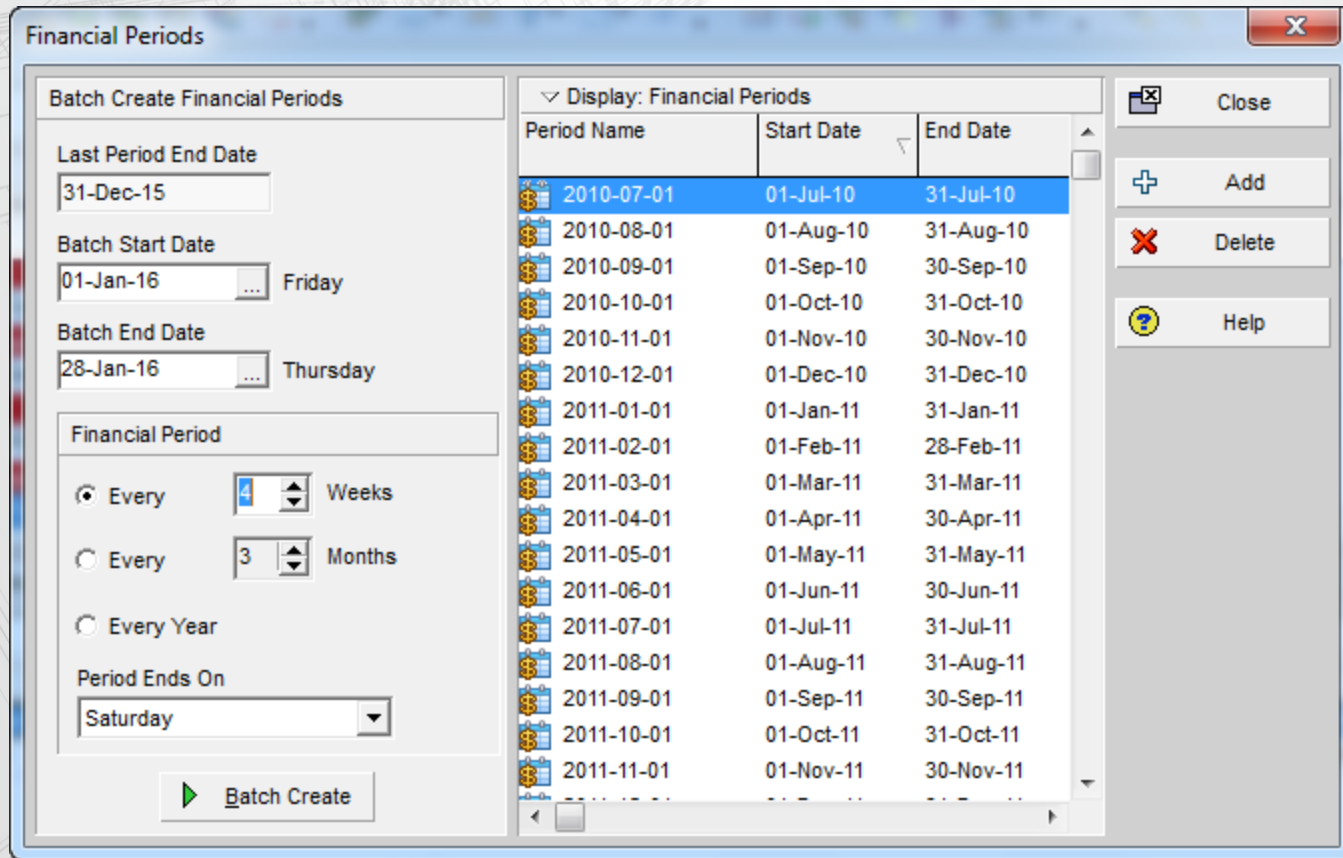 Financial Periods
Batch Create Financial Periods
Last Period End Date
31-Dec-15
Batch Start Date
01-Jan-16 ... Friday
Batch End Date
28-Jan-16 ... Thursday
Financial Period
Every 4 Weeks
Every 3 Months
Every Year
Period Ends On
Saturday
Batch Create
Display: Financial Periods
Period Name Start Date End Date
2010-07-01 01-Jul-10 31-Jul-10
2010-08-01 01-Aug-10 31-Aug-10
2010-09-01 01-Sep-10 30-Sep-10
2010-10-01 01-Oct-10 31-Oct-10
2010-11-01 01-Nov-10 30-Nov-10
2010-12-01 01-Dec-10 31-Dec-10
2011-01-01 01-Jan-11 31-Jan-11
2011-02-01 01-Feb-11 28-Feb-11
2011-03-01 01-Mar-11 31-Mar-11
2011-04-01 01-Apr-11 30-Apr-11
2011-05-01 01-May-11 31-May-11
2011-06-01 01-Jun-11 30-Jun-11
2011-07-01 01-Jul-11 31-Jul-11
2011-08-01 01-Aug-11 31-Aug-11
2011-09-01 01-Sep-11 30-Sep-11
2011-10-01 01-Oct-11 31-Oct-11
2011-11-01 01-Nov-11 30-Nov-11
Close
Add
Delete
Help